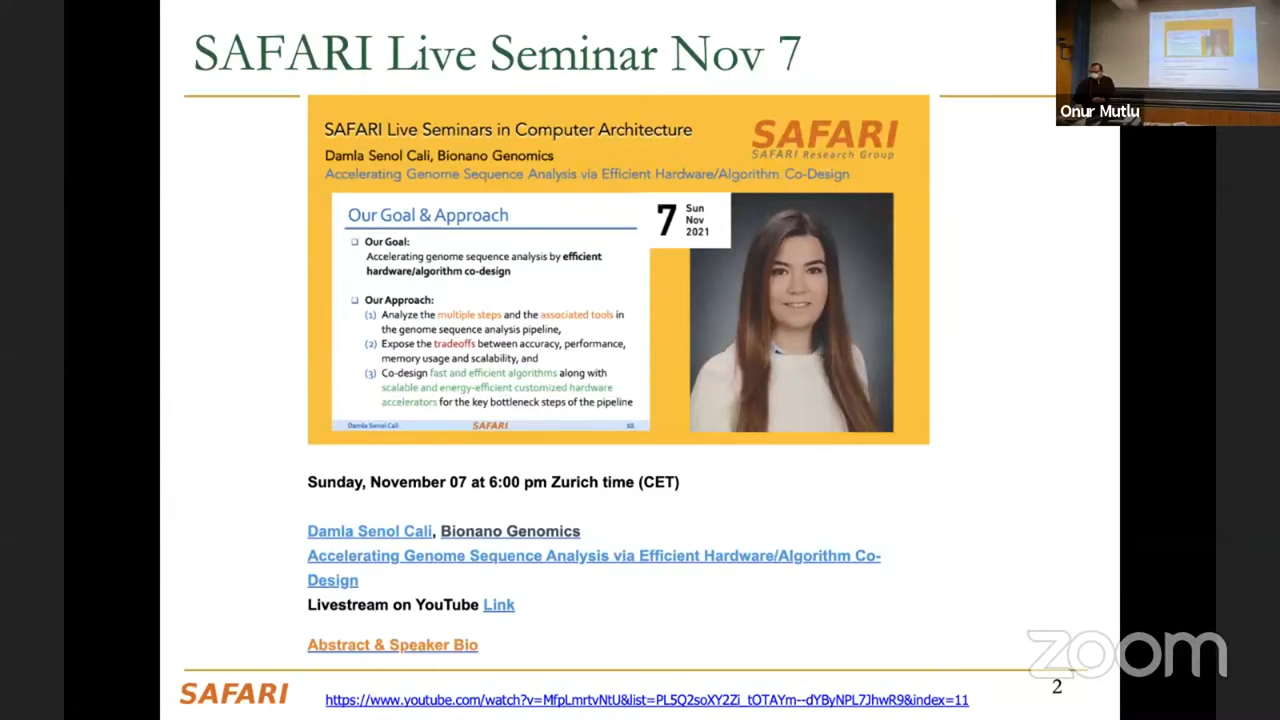 SAFARI Live Seminar Nov 7
Onur Mutlu
SAFARI Live Seminars in Computer Architecture
Damla Senol Cali, Bionano Genomics
Accelerating Genome Sequence Analysis via Efficient Hardware/Algorithm Co-Design
SAFARI
SAFARI Research Group
Our Goal & Approach
Our Goal:
Accelerating genome sequence analysis by efficient
hardware/algorithm co-design
Our Approach:
(1) Analyze the multiple steps and the associated tools in
the genome sequence analysis pipeline,
(2) Expose the tradeoffs between accuracy, performance,
memory usage and scalability, and
(3) Co-design fast and efficient algorithms along with
scalable and energy-efficient customized hardware
accelerators for the key bottleneck steps of the pipeline
Damla Senol Cali SAFARI 10
7 Sun
Nov
2021
Sunday, November 07 at 6:00 pm Zurich time (CET)
Damla Senol Cali, Bionano Genomics
Accelerating Genome Sequence Analysis via Efficient Hardware/Algorithm Co-
Design
Livestream on YouTube Link
Abstract & Speaker Bio
zoom
SAFARI https://www.youtube.com/watch?v=MfpLmrtvNtU&list=PL5Q2soXY2Zi_tOTAYm--dYByNPL7JhwR9&index=11 2